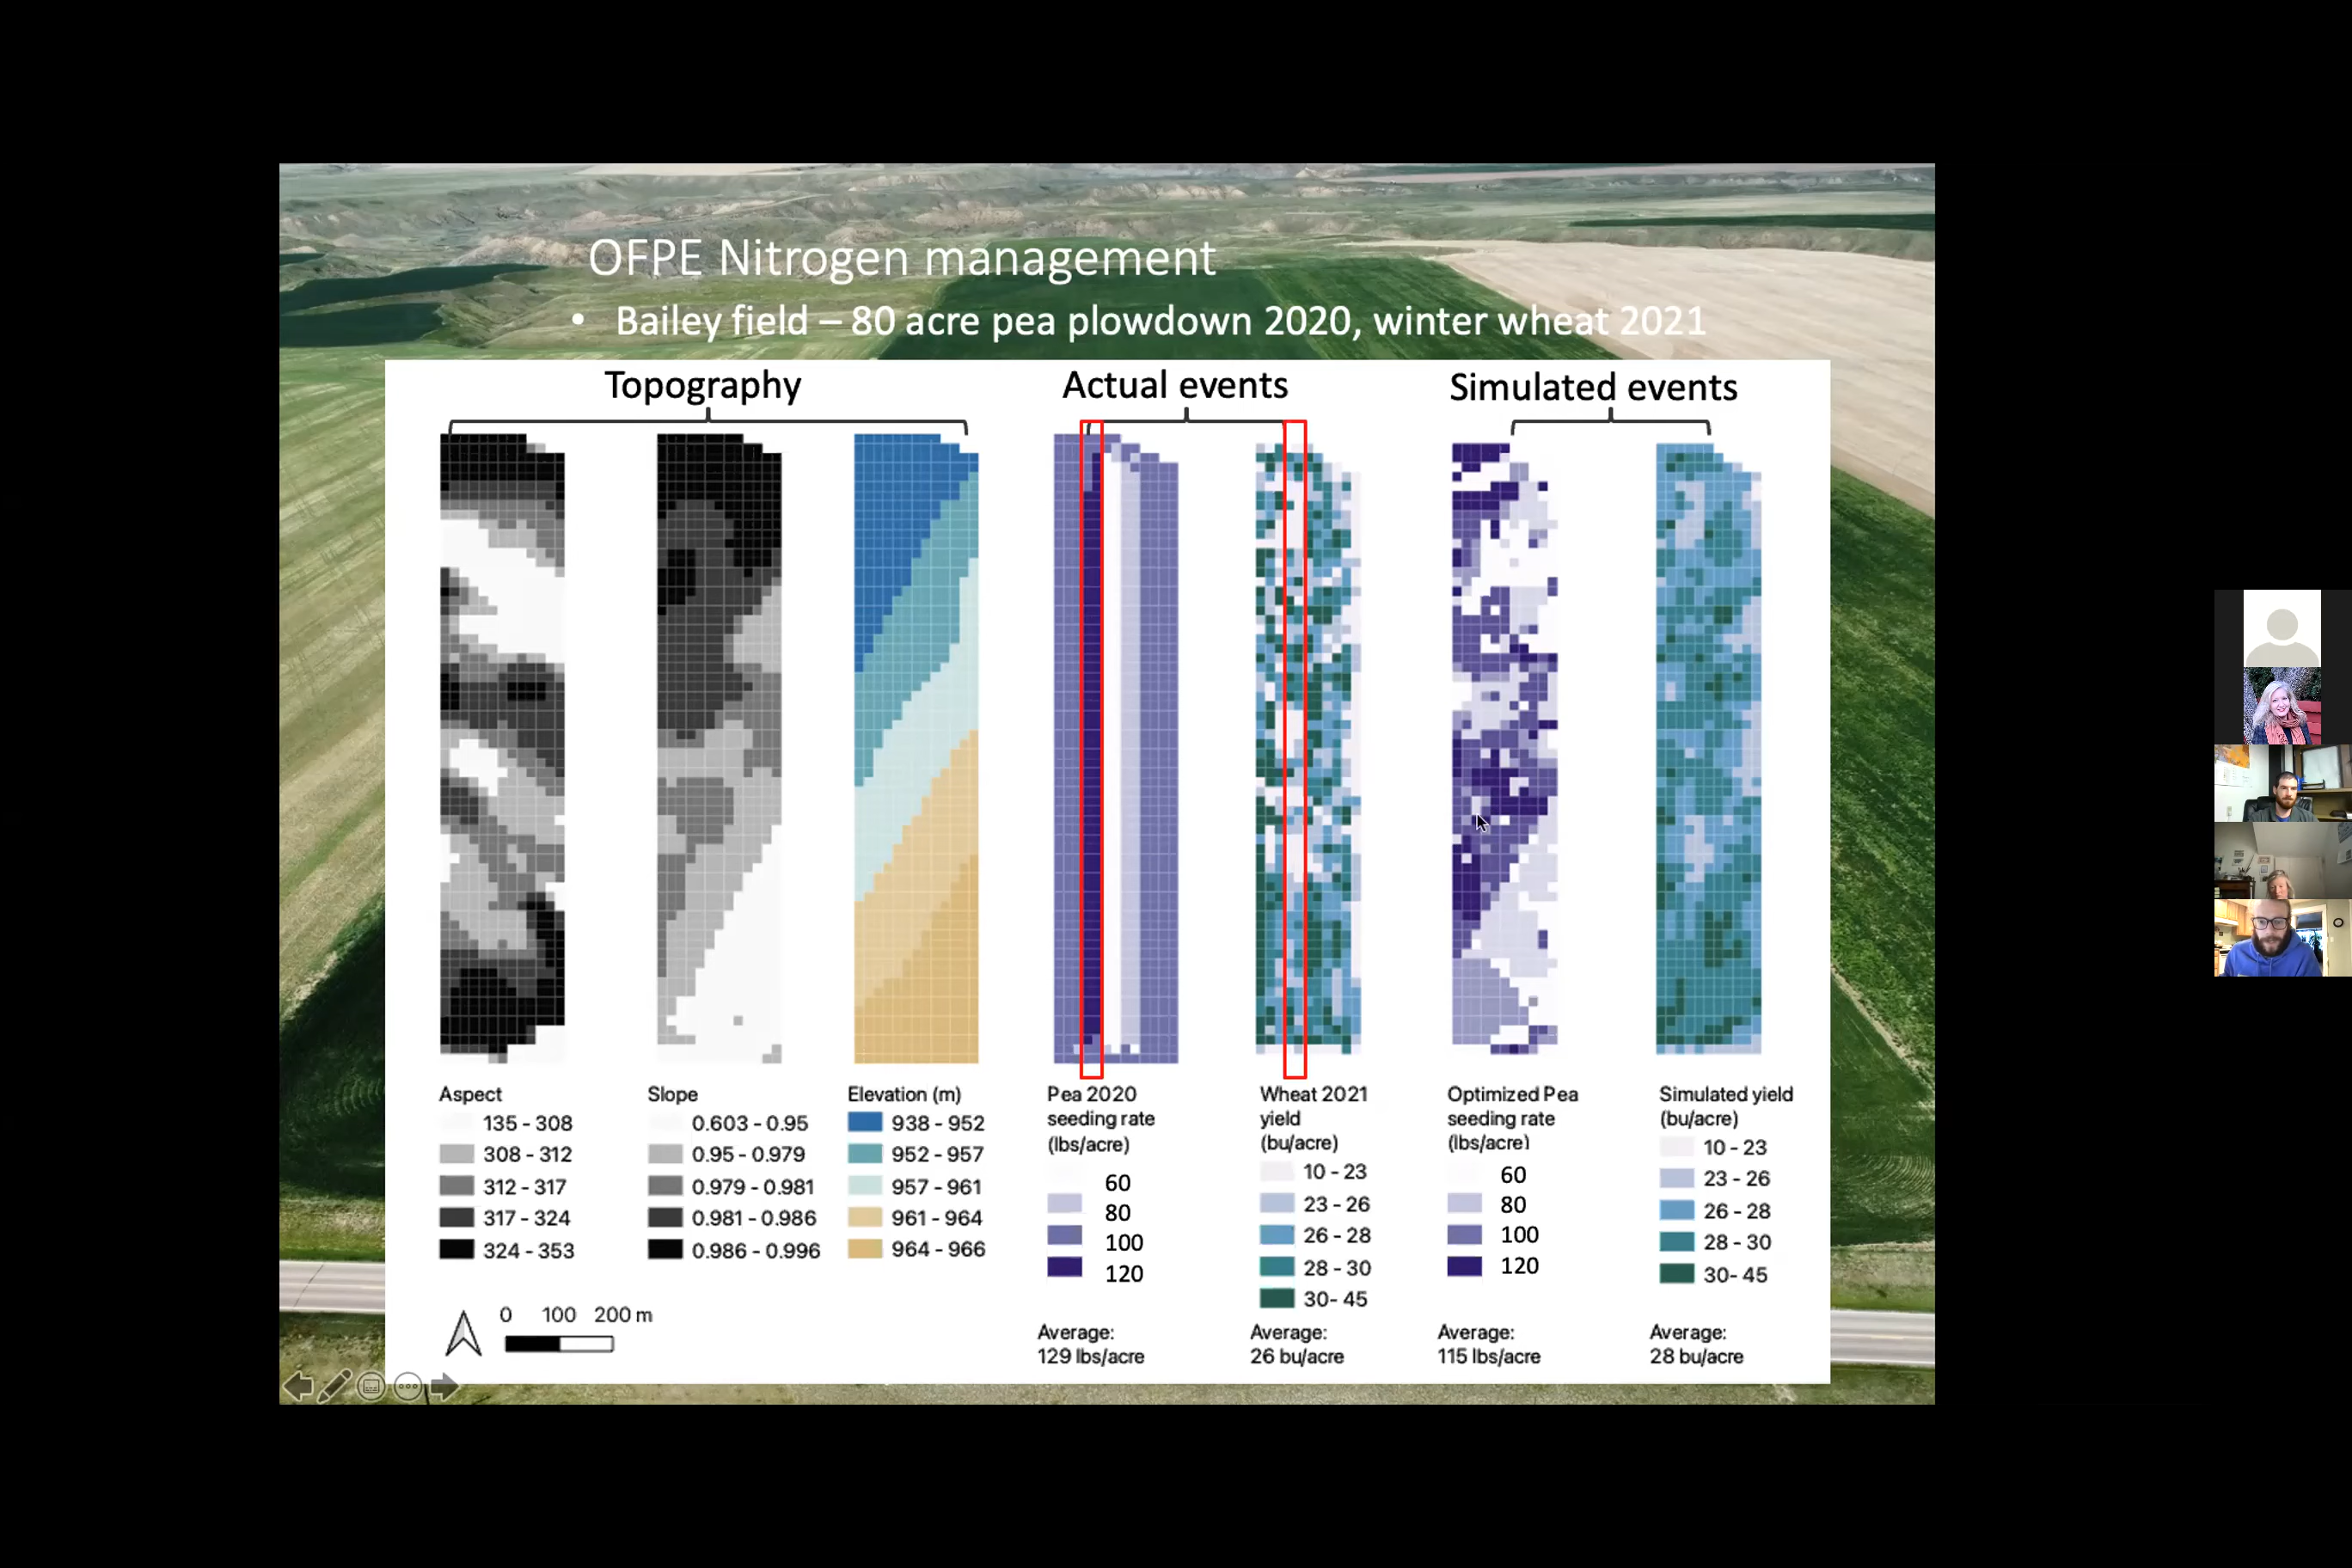 OFPE Nitrogen management
• Bailey field – 80 acre pea plowdown 2020, winter wheat 2021
Topography
Actual events
Simulated events
Aspect
135 - 308
308 - 312
312 - 317
317 - 324
324 - 353
Slope
0.603 - 0.95
0.95 - 0.979
0.979 - 0.981
0.981 - 0.986
0.986 - 0.996
Elevation (m)
938 - 952
952 - 957
957 - 961
961 - 964
964 - 966
Pea 2020
seeding rate
(lbs/acre)
60
80
100
120
Average:
129 lbs/acre
Wheat 2021
yield
(bu/acre)
10 - 23
23 - 26
26 - 28
28 - 30
30- 45
Average:
26 bu/acre
Optimized Pea
seeding rate
(lbs/acre)
60
80
100
120
Average:
115 lbs/acre
Simulated yield
(bu/acre)
10 - 23
23 - 26
26 - 28
28 - 30
30- 45
Average:
28 bu/acre
0 100 200 m